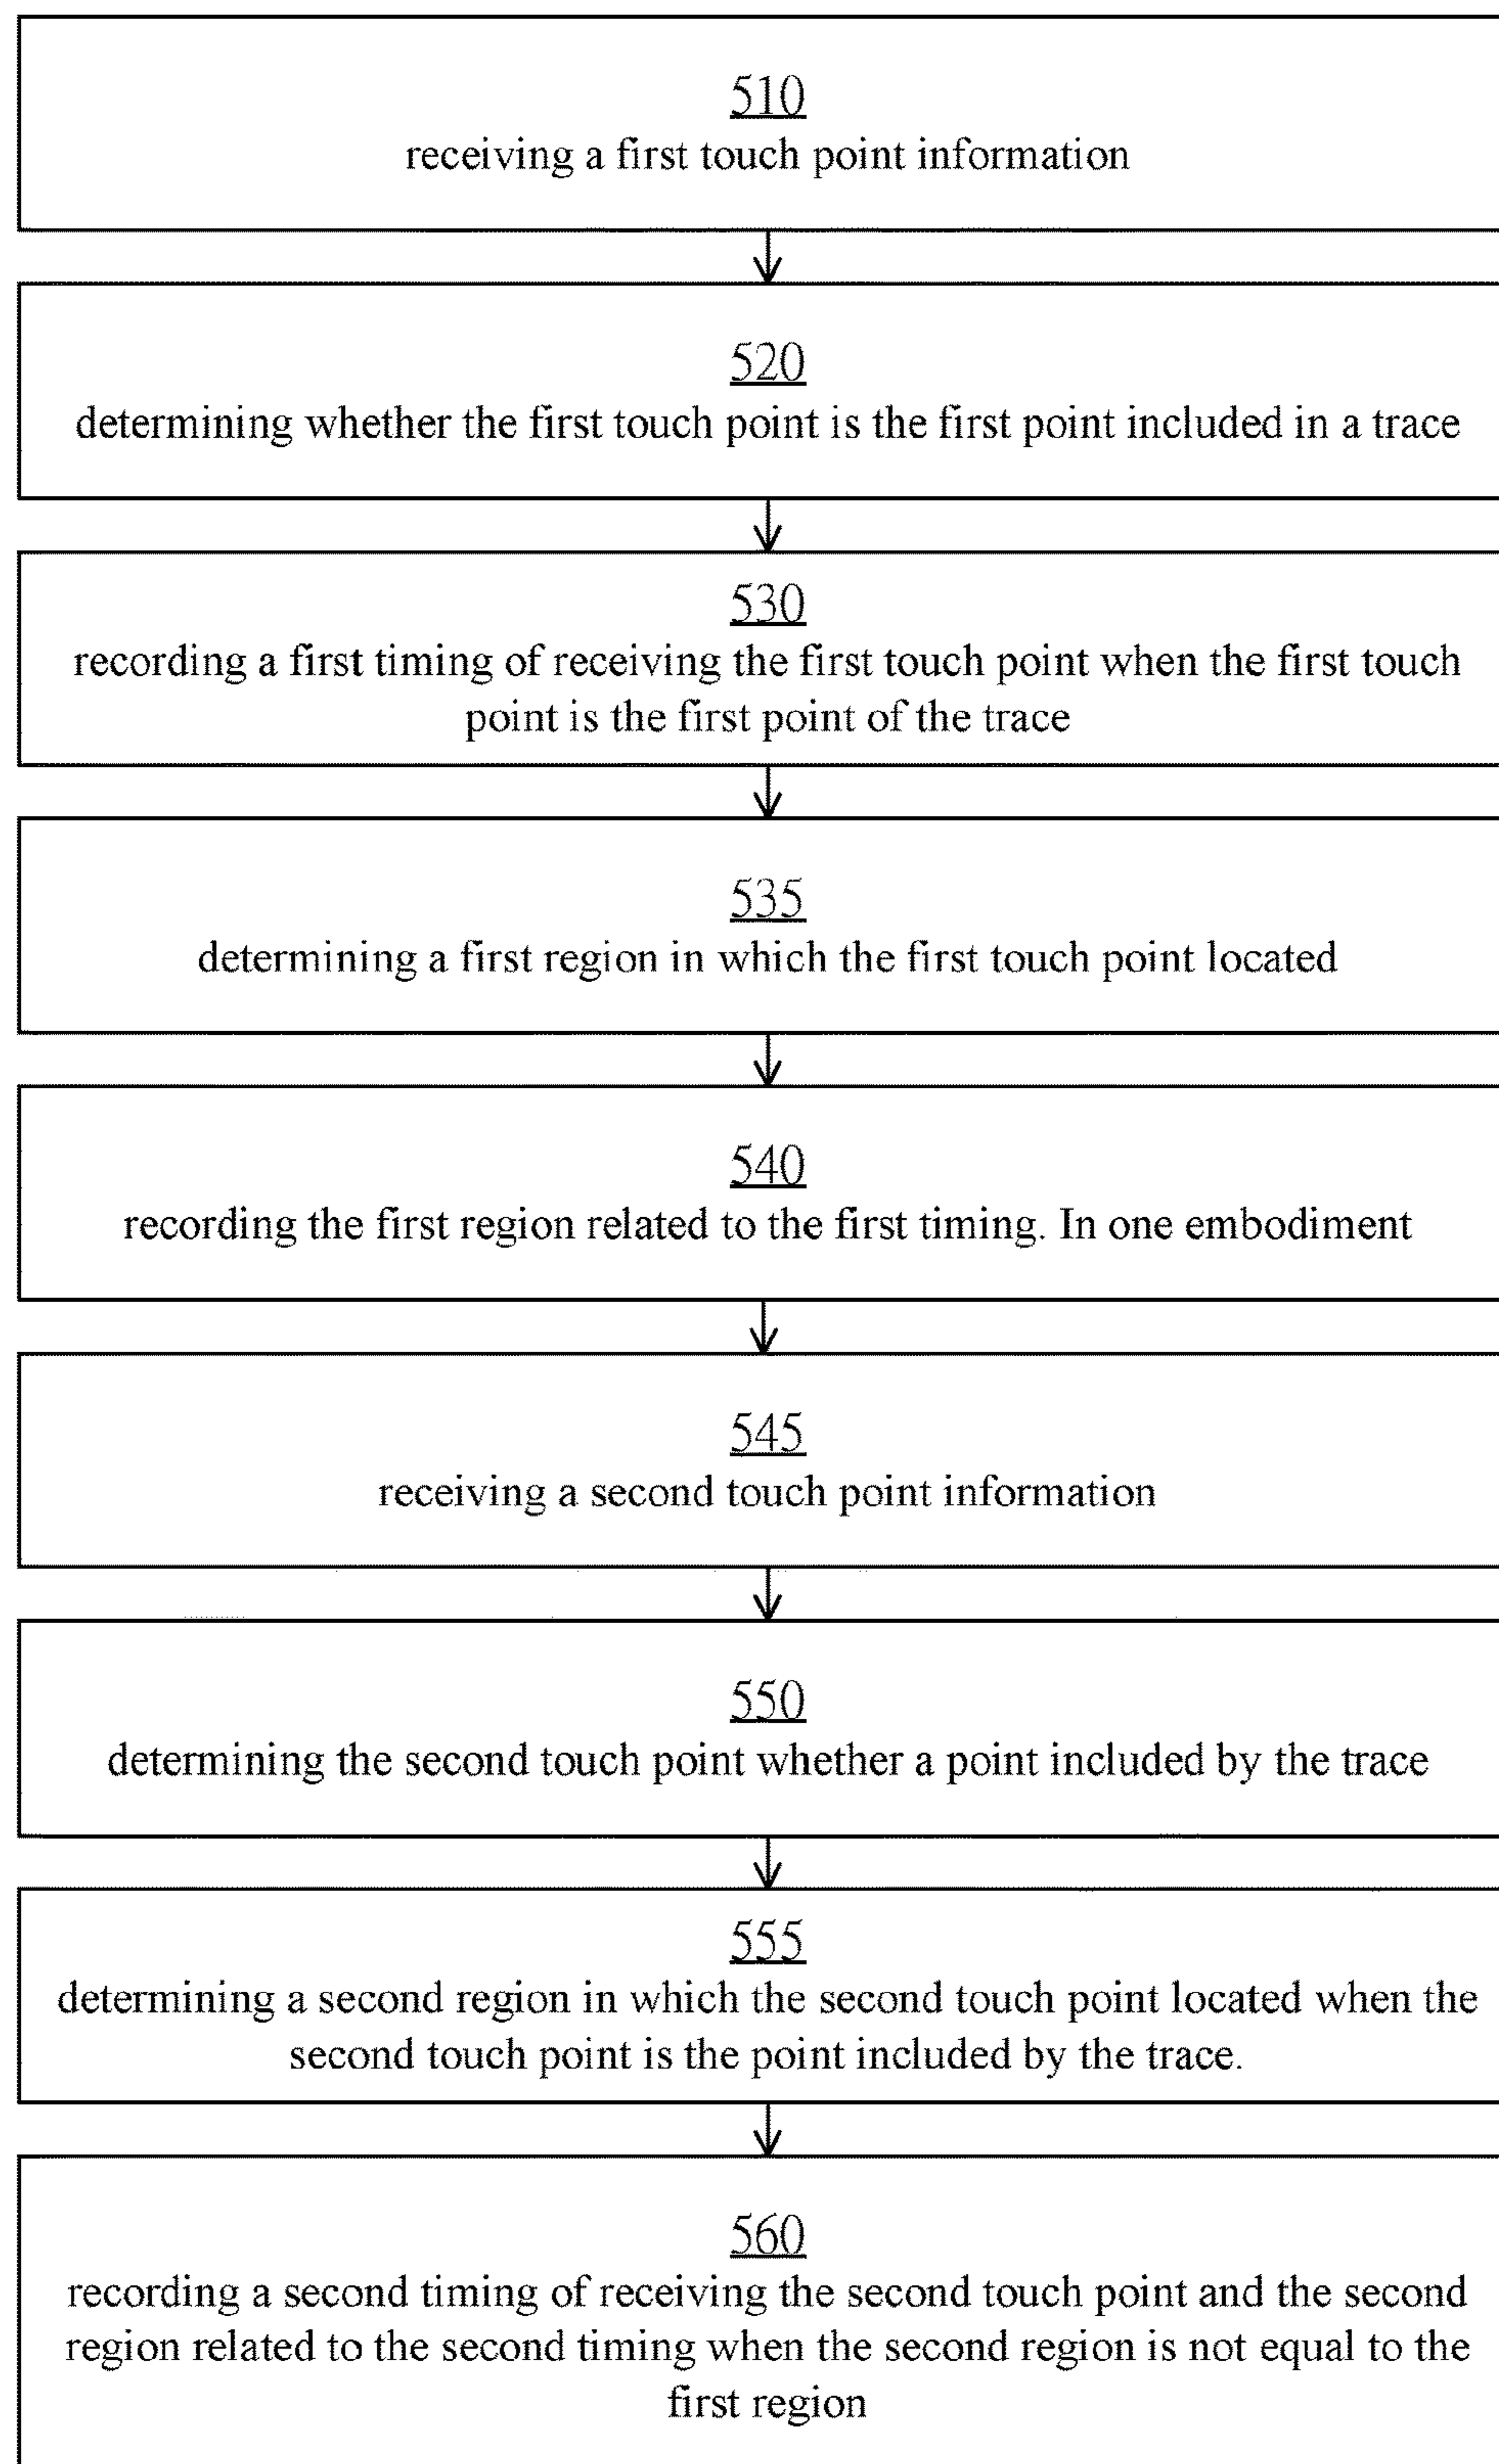 510
receiving a first touch point information
520
determining whether the first touch point is the first point included in a trace
530
recording a first timing of receiving the first touch point when the first touch
point is the first point of the trace
535
determining a first region in which the first touch point located
540
recording the first region related to the first timing. In one embodiment
545
receiving a second touch point information
550
determining the second touch point whether a point included by the trace
555
determining a second region in which the second touch point located when the
second touch point is the point included by the trace.
560
recording a second timing of receiving the second touch point and the second
region related to the second timing when the second region is not equal to the
first region